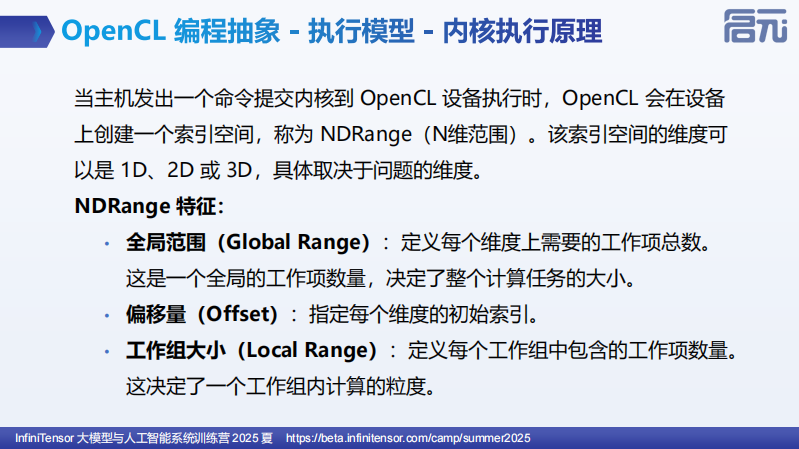 OpenCL 编程抽象 - 执行模型 - 内核执行原理
启元
当主机发出一个命令提交内核到 OpenCL 设备执行时，OpenCL 会在设备
上创建一个索引空间，称为 NDRange（N维范围）。该索引空间的维度可
以是 1D、2D 或 3D，具体取决于问题的维度。
NDRange 特征：
• 全局范围（Global Range）：定义每个维度上需要的工作项总数。
这是一个全局的工作项数量，决定了整个计算任务的大小。
• 偏移量（Offset）：指定每个维度的初始索引。
• 工作组大小（Local Range）：定义每个工作组中包含的工作项数量。
这决定了一个工作组内计算的粒度。
InfiniTensor 大模型与人工智能系统训练营 2025 夏 https://beta.infinitensor.com/camp/summer2025